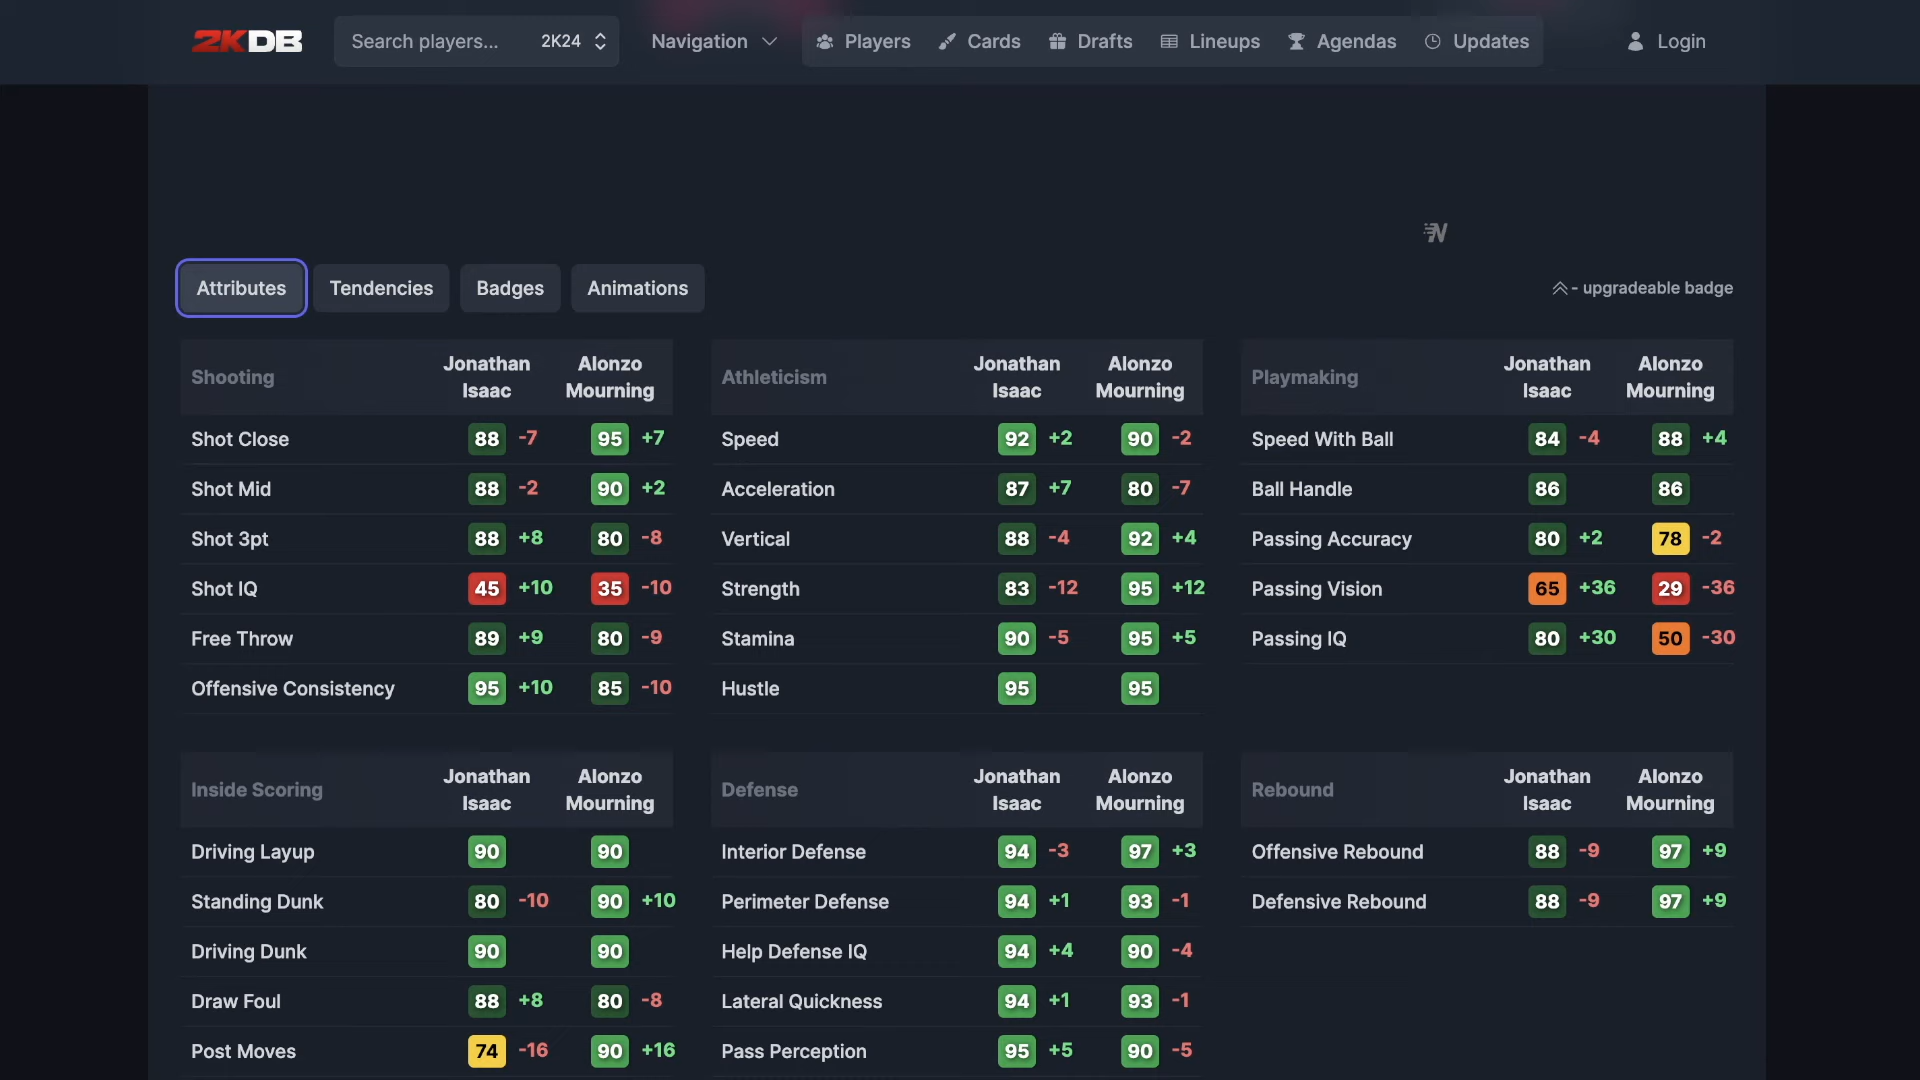 2KDB Search players... 2K24 Navigation Players Cards Drafts Lineups Agendas Updates Login
N
Attributes Tendencies Badges Animations - upgradeable badge
Shooting Jonathan Isaac Alonzo Mourning
Shot Close 88 -7 95 +7
Shot Mid 88 -2 90 +2
Shot 3pt 88 +8 80 -8
Shot IQ 45 +10 35 -10
Free Throw 89 +9 80 -9
Offensive Consistency 95 +10 85 -10
Athleticism Jonathan Isaac Alonzo Mourning
Speed 92 +2 90 -2
Acceleration 87 +7 80 -7
Vertical 88 -4 92 +4
Strength 83 -12 95 +12
Stamina 90 -5 95 +5
Hustle 95 95
Playmaking Jonathan Isaac Alonzo Mourning
Speed With Ball 84 -4 88 +4
Ball Handle 86 86
Passing Accuracy 80 +2 78 -2
Passing Vision 65 +36 29 -36
Passing IQ 80 +30 50 -30
Inside Scoring Jonathan Isaac Alonzo Mourning
Driving Layup 90 90
Standing Dunk 80 -10 90 +10
Driving Dunk 90 90
Draw Foul 88 +8 80 -8
Post Moves 74 -16 90 +16
Defense Jonathan Isaac Alonzo Mourning
Interior Defense 94 -3 97 +3
Perimeter Defense 94 +1 93 -1
Help Defense IQ 94 +4 90 -4
Lateral Quickness 94 +1 93 -1
Pass Perception 95 +5 90 -5
Rebound Jonathan Isaac Alonzo Mourning
Offensive Rebound 88 -9 97 +9
Defensive Rebound 88 -9 97 +9